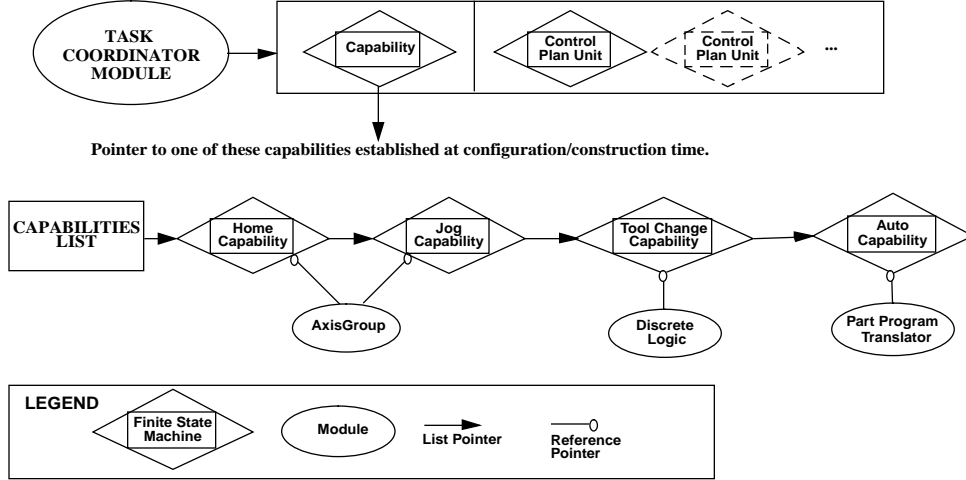 TASK
COORDINATOR
MODULE
Capability
Control
Plan Unit
Control
Plan Unit
...
Pointer to one of these capabilities established at configuration/construction time.
CAPABILITIES
LIST
Home
Capability
Jog
Capability
Tool Change
Capability
Auto
Capability
AxisGroup
Discrete
Logic
Part Program
Translator
LEGEND
Finite State
Machine
Module
List Pointer
Reference
Pointer